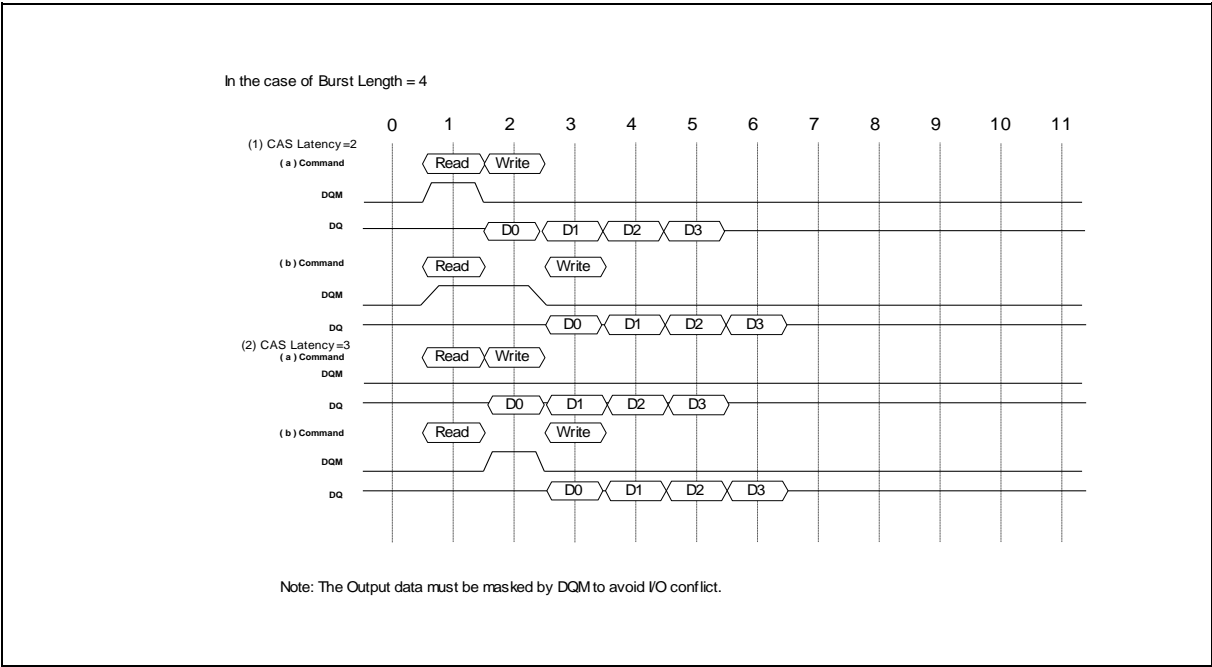 In the case of Burst Length = 4
0 1 2 3 4 5 6 7 8 9 10 11
(1) CAS Latency=2
( a ) Command Read Write
DQM
DQ D0 D1 D2 D3
( b ) Command Read Write
DQM
DQ D0 D1 D2 D3
(2) CAS Latency=3
( a ) Command Read Write
DQM
DQ D0 D1 D2 D3
( b ) Command Read Write
DQM
DQ D0 D1 D2 D3
Note: The Output data must be masked by DQM to avoid I/O conflict.